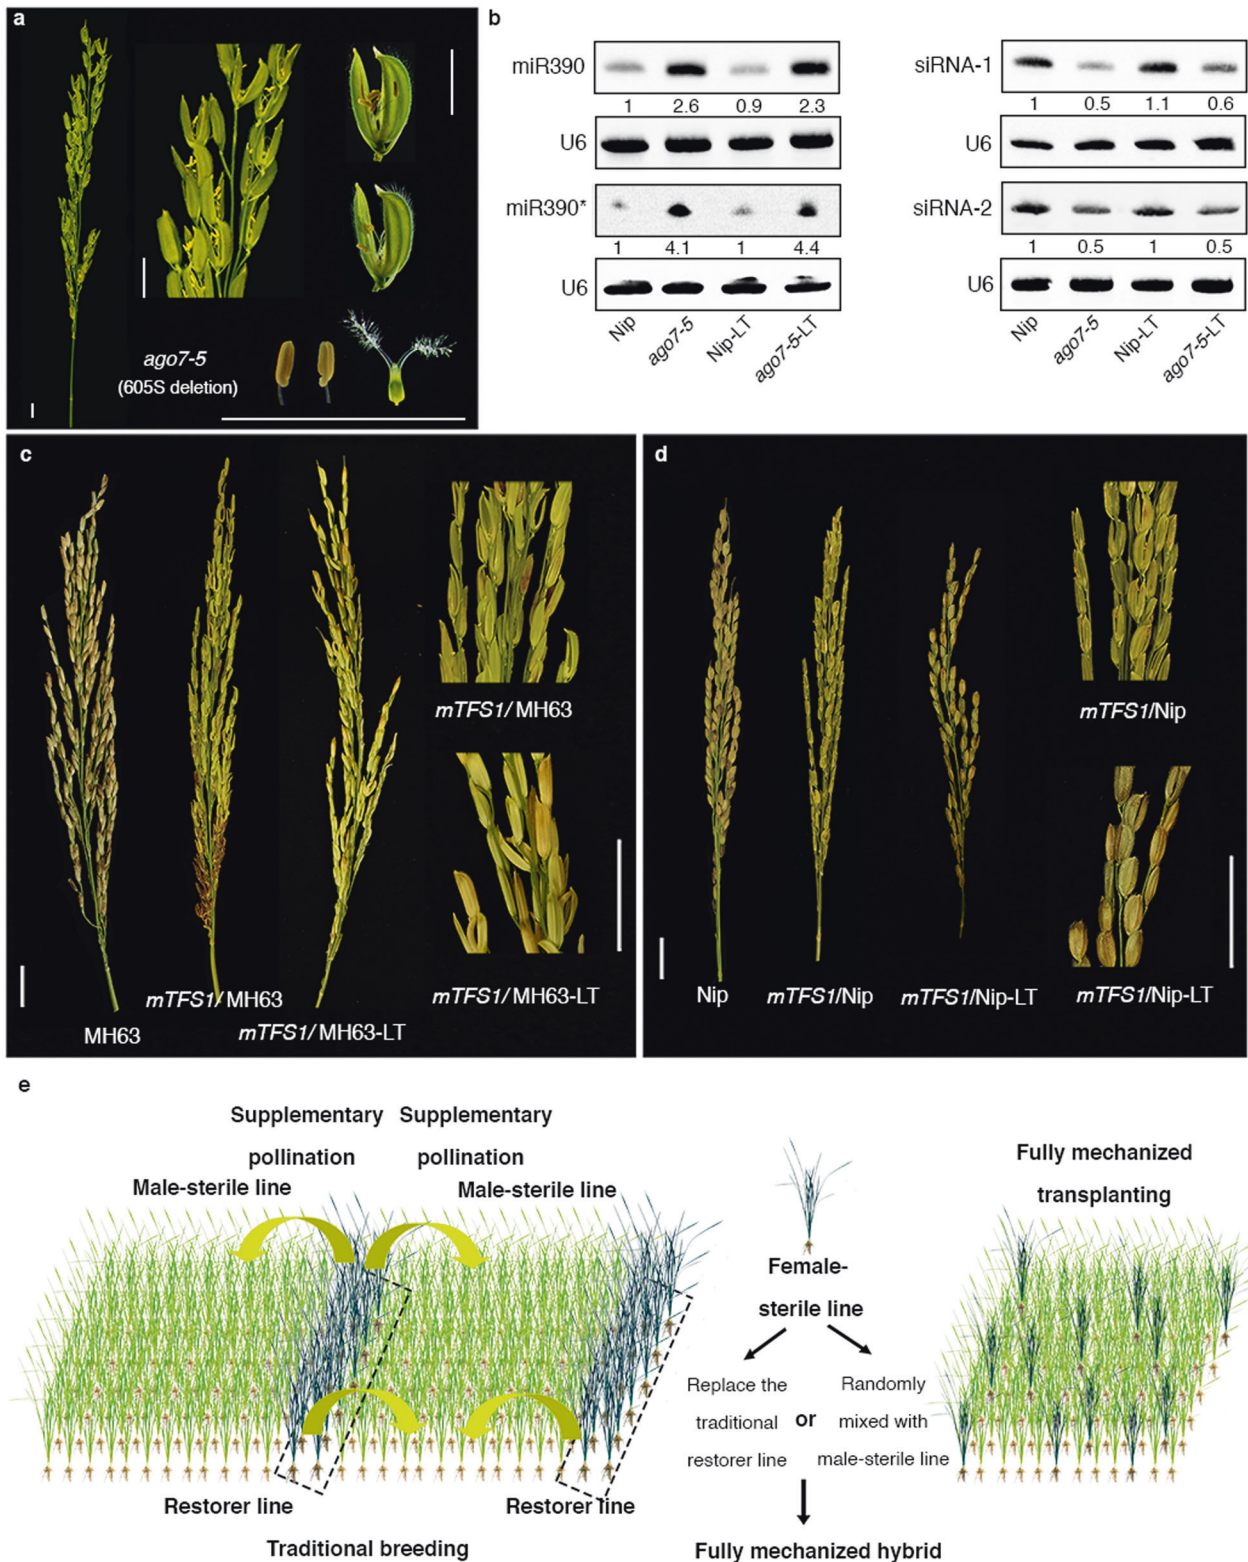 a
ago7-5
(605S deletion)
b
miR390
1 2.6 0.9 2.3
U6
miR390*
1 4.1 1 4.4
U6
Nip ago7-5 Nip-LT ago7-5-LT
siRNA-1
1 0.5 1.1 0.6
U6
siRNA-2
1 0.5 1 0.5
U6
Nip ago7-5 Nip-LT ago7-5-LT
c
mTFS1/MH63
mTFS1/MH63-LT
MH63
mTFS1/MH63
mTFS1/MH63-LT
d
mTFS1/Nip
mTFS1/Nip-LT
Nip
mTFS1/Nip
mTFS1/Nip-LT
e
Supplementary
pollination
Supplementary
pollination
Male-sterile line
Male-sterile line
Restorer line
Restorer line
Traditional breeding
Female-
sterile line
Replace the
traditional
restorer line
or
Randomly
mixed with
male-sterile line
Fully mechanized hybrid
Fully mechanized
transplanting